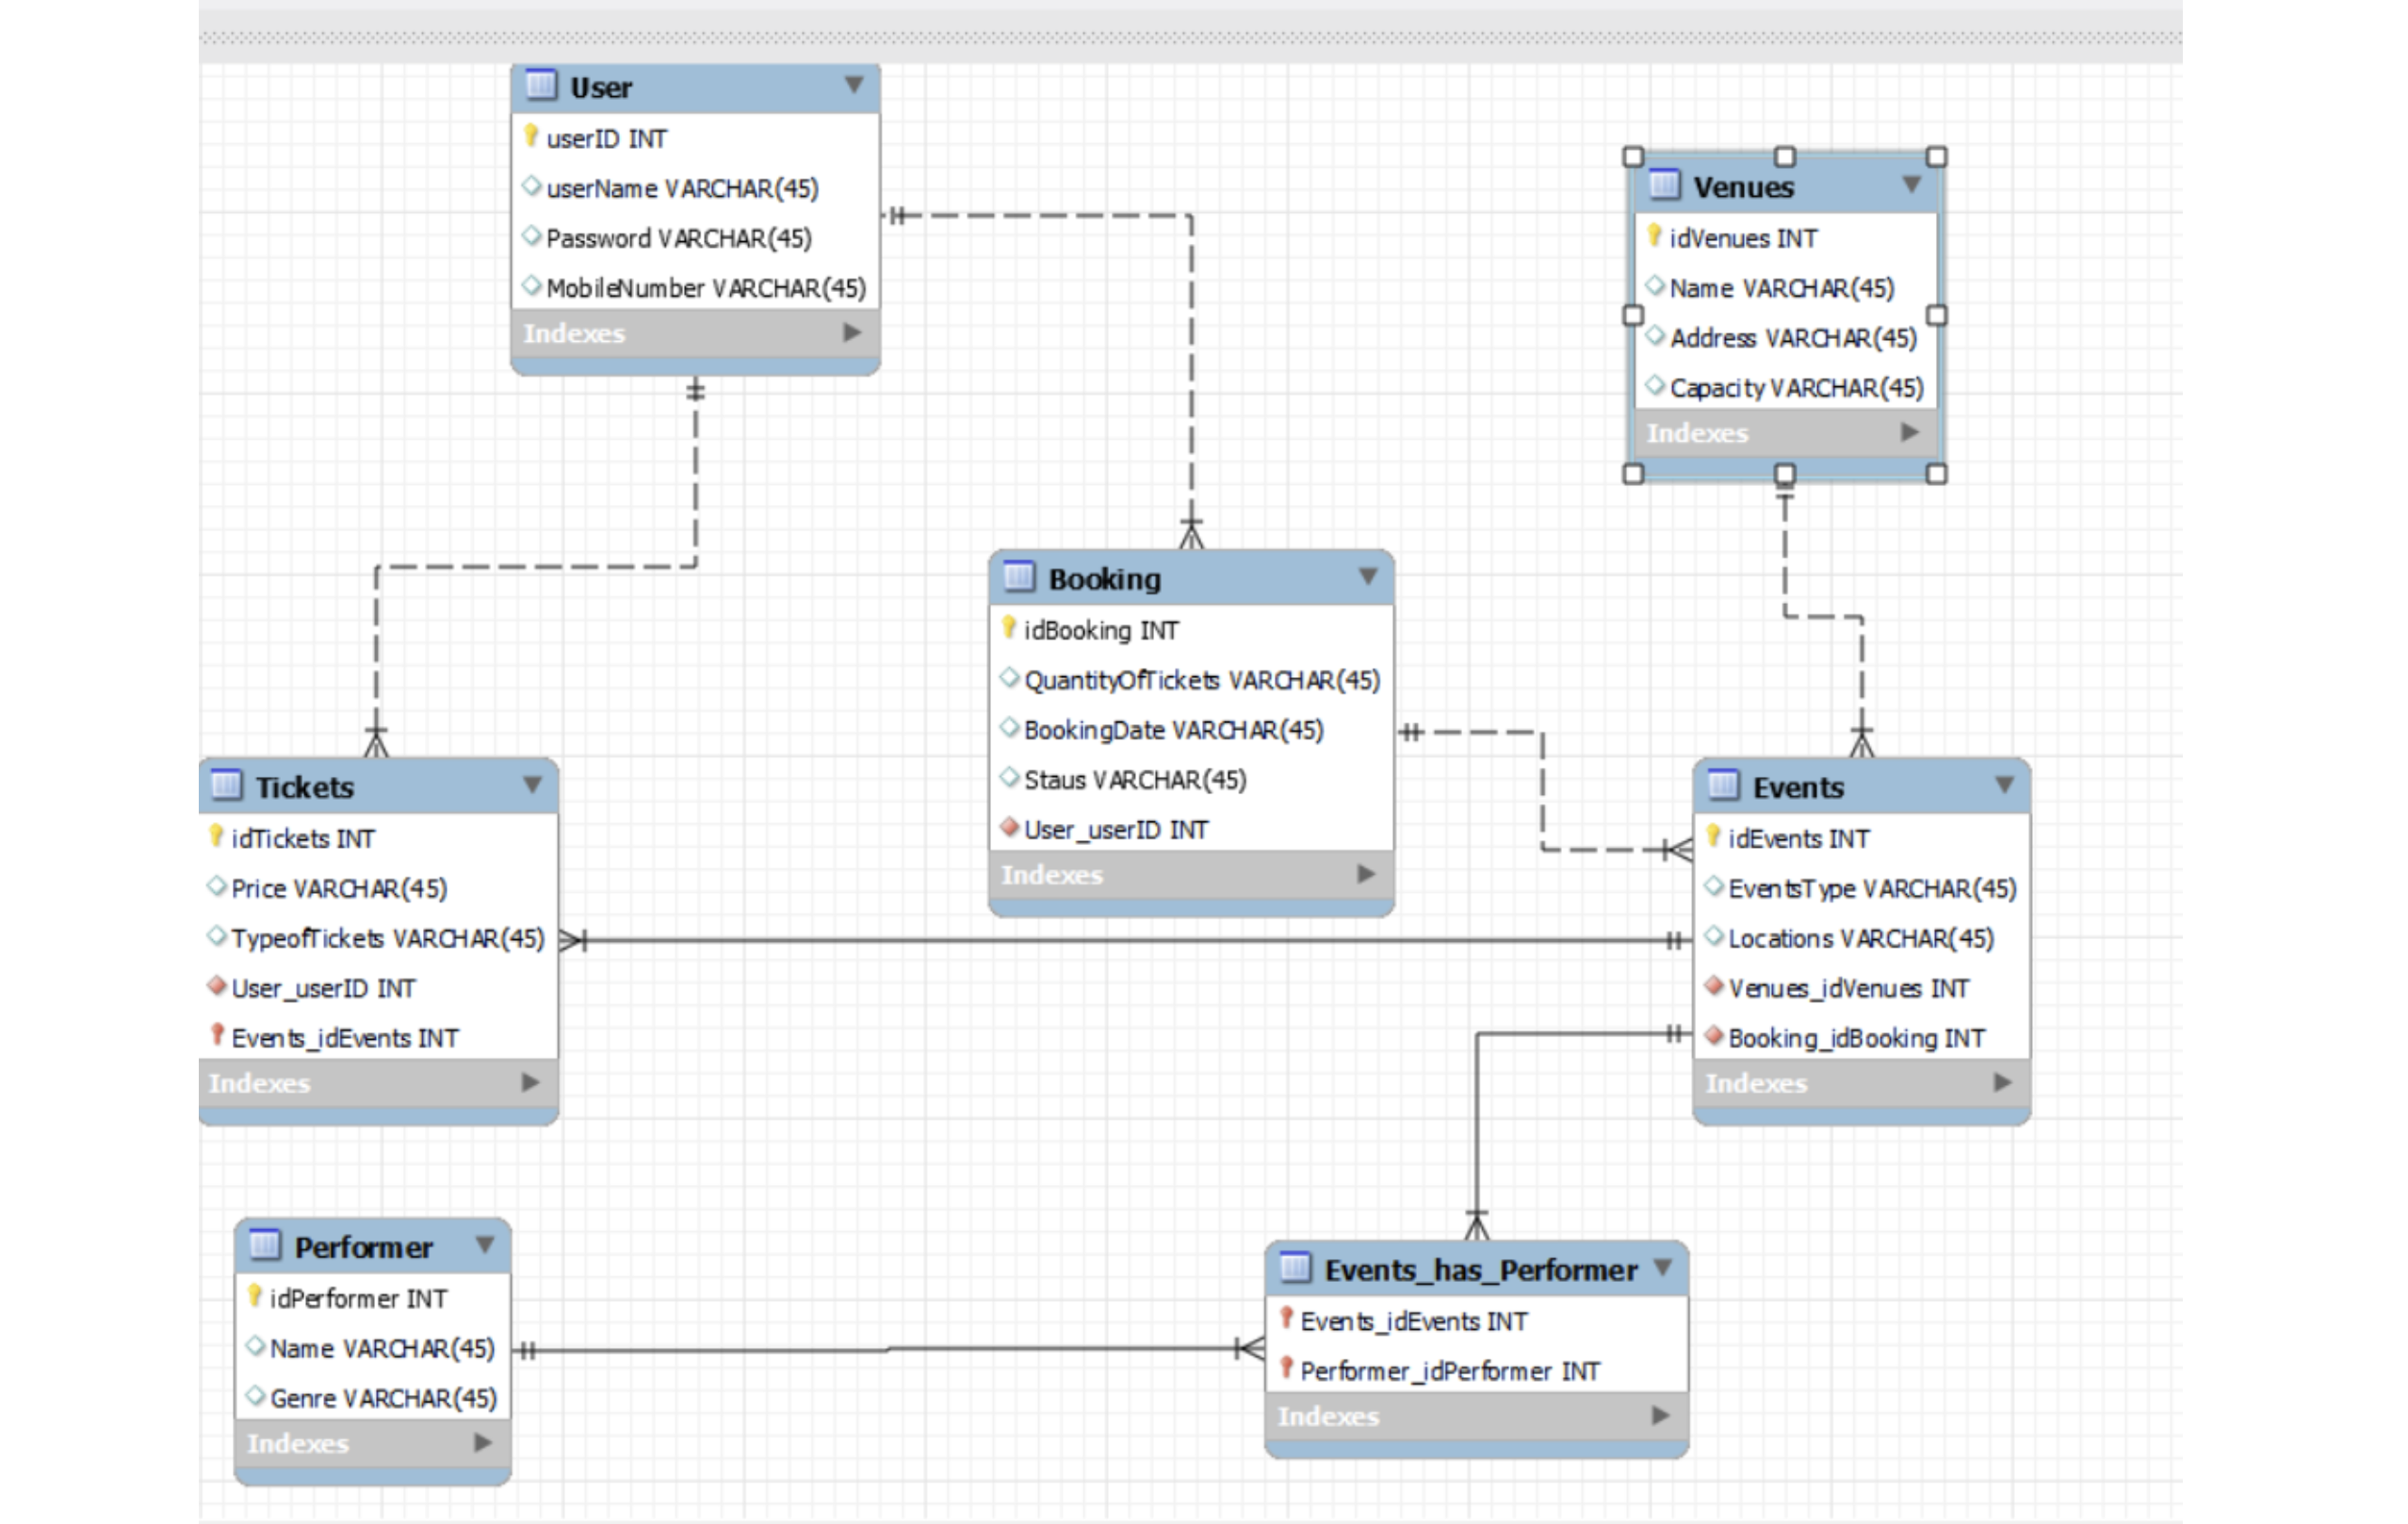 User
userID INT
userName VARCHAR(45)
Password VARCHAR(45)
MobileNumber VARCHAR(45)
Indexes
Venues
idVenues INT
Name VARCHAR(45)
Address VARCHAR(45)
Capacity VARCHAR(45)
Indexes
Booking
idBooking INT
QuantityOfTickets VARCHAR(45)
BookingDate VARCHAR(45)
Staus VARCHAR(45)
User_userID INT
Indexes
Tickets
idTickets INT
Price VARCHAR(45)
TypeofTickets VARCHAR(45)
User_userID INT
Events_idEvents INT
Indexes
Events
idEvents INT
EventsType VARCHAR(45)
Locations VARCHAR(45)
Venues_idVenues INT
Booking_idBooking INT
Indexes
Performer
idPerformer INT
Name VARCHAR(45)
Genre VARCHAR(45)
Indexes
Events_has_Performer
Events_idEvents INT
Performer_idPerformer INT
Indexes